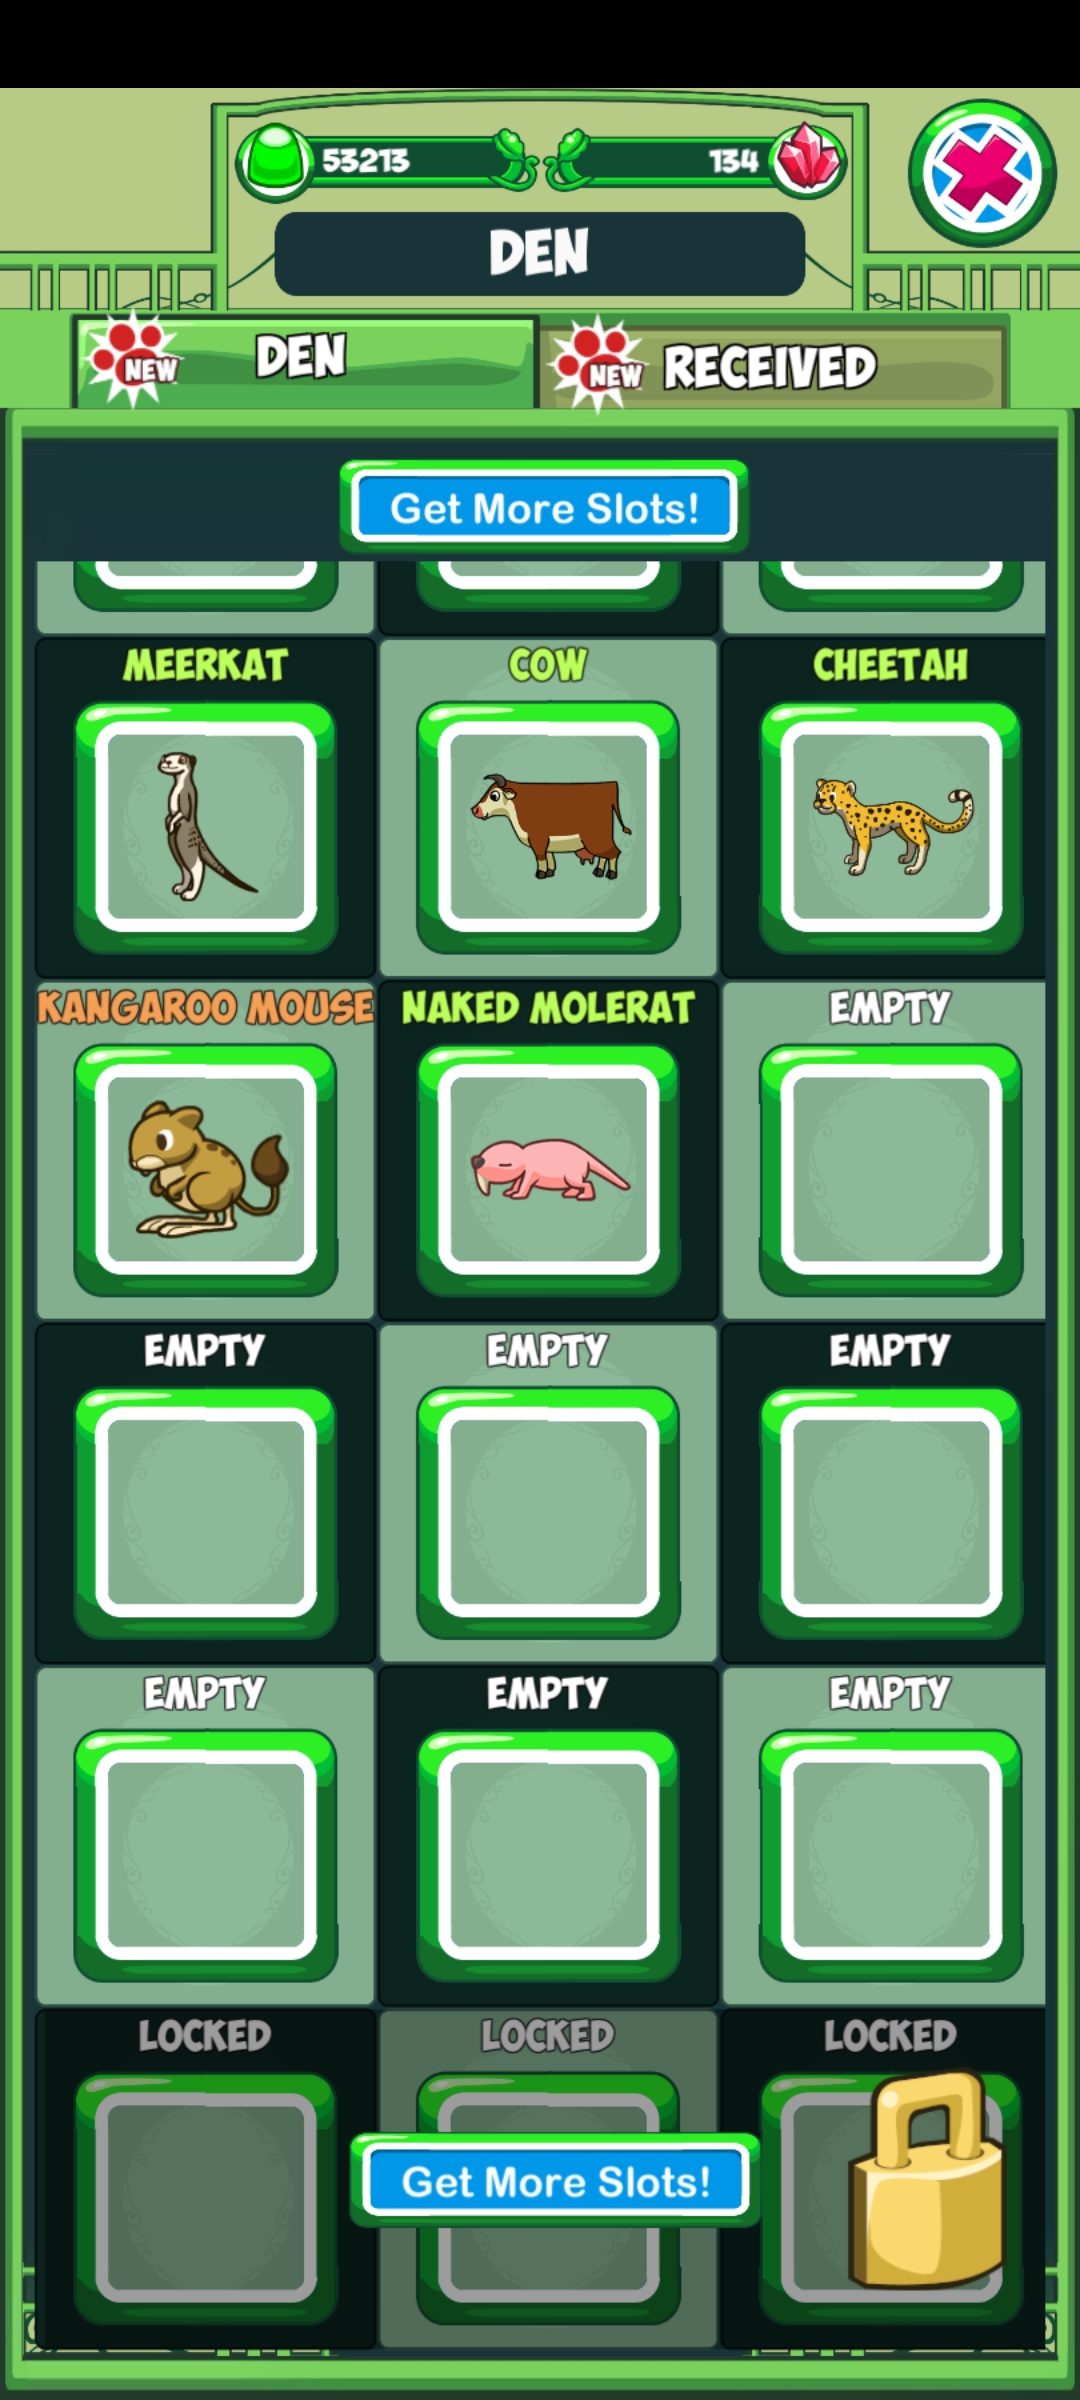 53213
134
DEN
NEW
DEN
NEW
RECEIVED
Get More Slots!
MEERKAT
COW
CHEETAH
KANGAROO MOUSE
NAKED MOLERAT
EMPTY
EMPTY
EMPTY
EMPTY
EMPTY
EMPTY
EMPTY
LOCKED
LOCKED
LOCKED
Get More Slots!